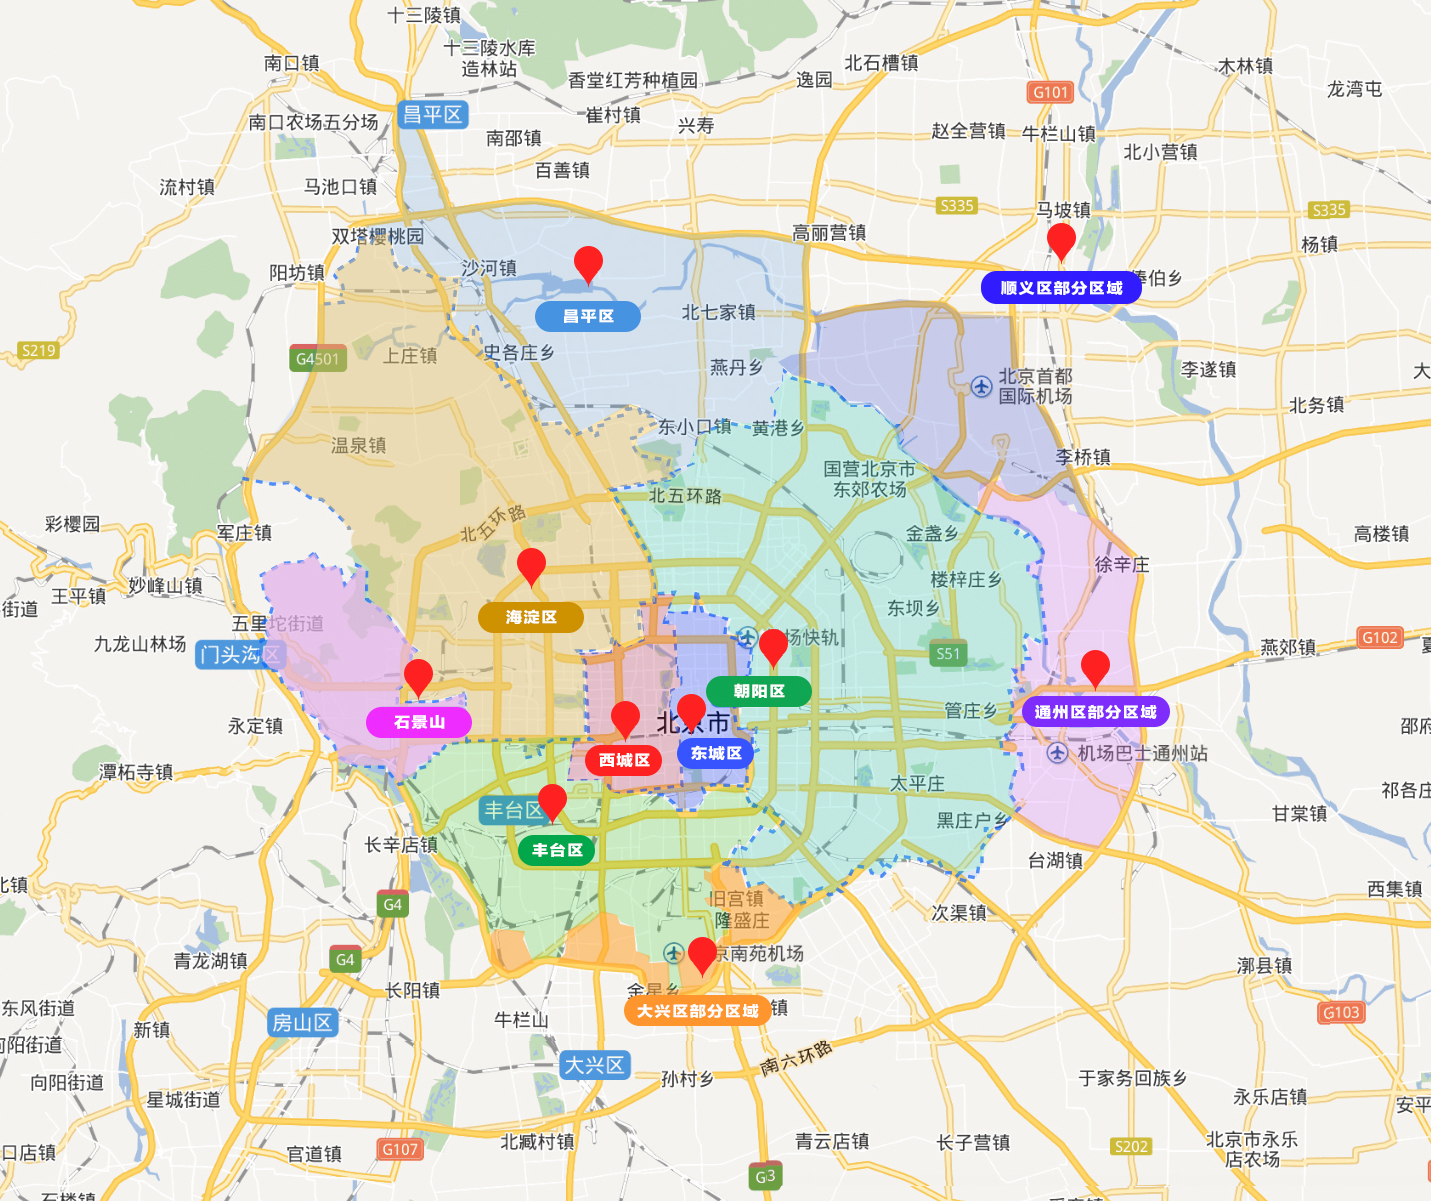 十三陵镇
十三陵水库
造林站
南口镇
香堂红芳种植园
北石槽镇
逸园
木林镇
龙湾屯
G101
昌平区
崔村镇
南口农场五分场
兴寿
赵全营镇
牛栏山镇
南邵镇
北小营镇
百善镇
流村镇
马池口镇
S335
马坡镇
S335
双塔樱桃园
高丽营镇
杨镇
阳坊镇
沙河镇
顺义区部分区域
俸伯乡
昌平区
北七家镇
S219
G4501
上庄镇
史各庄乡
燕丹乡
李遂镇
大
北京首都
国际机场
北务镇
东小口镇
黄港乡
温泉镇
李桥镇
国营北京市
东郊农场
北五环路
北五环路
彩樱园
军庄镇
金盏乡
高楼镇
徐辛庄
妙峰山镇
王平镇
街道
楼梓庄乡
东坝乡
海淀区
五里坨街道
九龙山林场
门头沟区
场快轨
S51
G102
燕郊镇
夏
朝阳区
石景山
永定镇
北京市
管庄乡
通州区部分区域
邵府
西城区
东城区
机场巴士通州站
潭柘寺镇
太平庄
祁各庄
丰台区
黑庄户乡
甘棠镇
长辛店镇
丰台区
台湖镇
北镇
西集镇
G4
旧宫镇
隆盛庄
次渠镇
G4
京南苑机场
青龙湖镇
漷县镇
长阳镇
金星乡
大兴区部分区域
镇
东风街道
新镇
房山区
牛栏山
G103
向阳街道
南六环路
大兴区
孙村乡
向阳街道
于家务回族乡
星城街道
永乐店镇
安平
口店镇
官道镇
G107
北臧村镇
青云店镇
长子营镇
S202
北京市永乐
店农场
G3
石楼镇